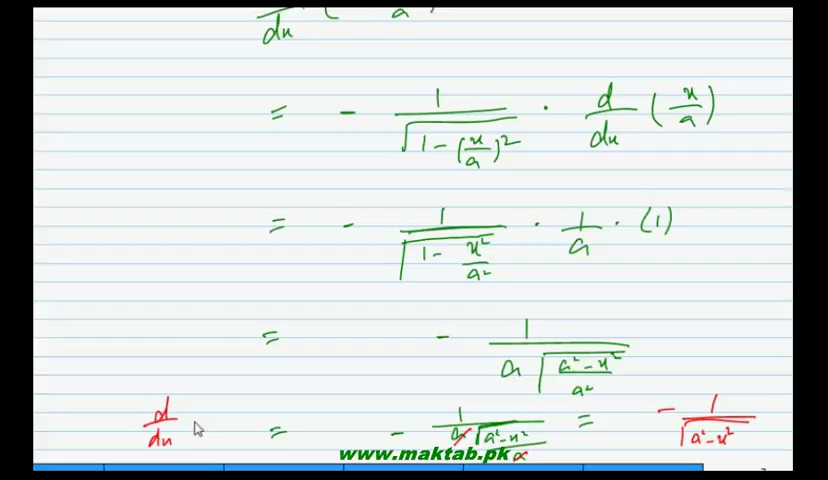 d/dx ( a
= - 1/√(1-(x/a)²) · d/dx (x/a)
= - 1/√(1-x²/a²) · 1/a · (1)
= - 1/(a√((a²-x²)/a²))
d/dx = - 1/(a√(a²-x²)/a) = - 1/√(a²-x²)
www.maktab.pk